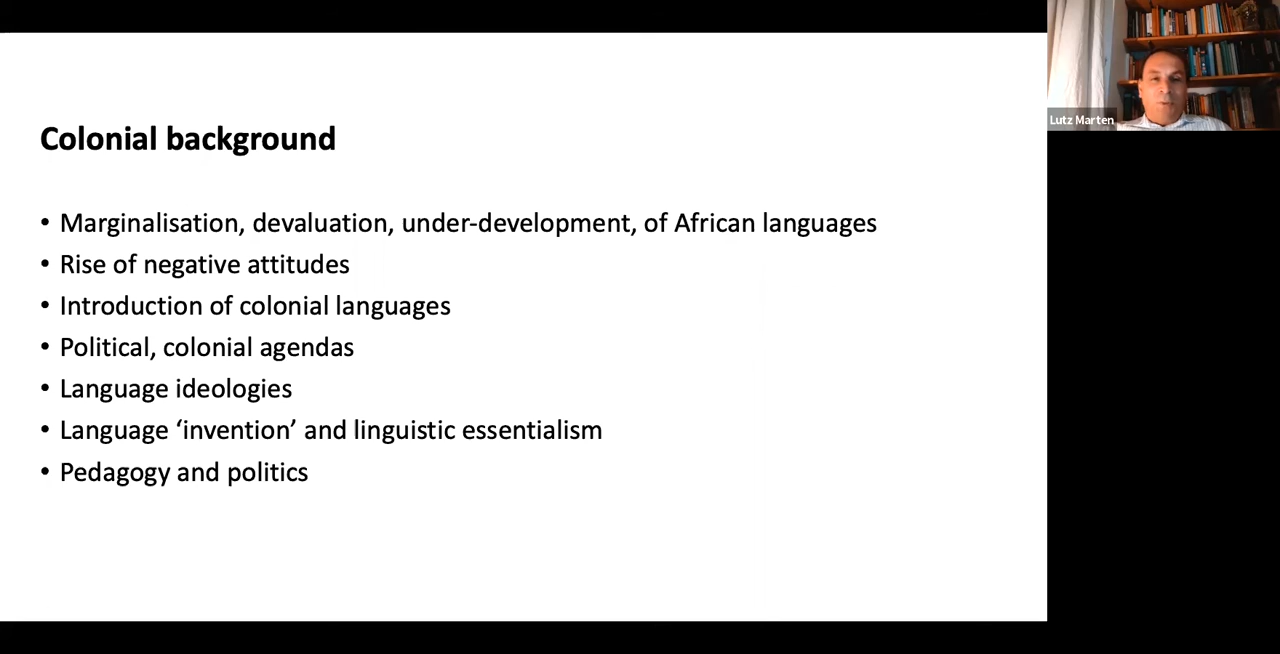 Colonial background
• Marginalisation, devaluation, under-development, of African languages
• Rise of negative attitudes
• Introduction of colonial languages
• Political, colonial agendas
• Language ideologies
• Language ‘invention’ and linguistic essentialism
• Pedagogy and politics
Lutz Marten